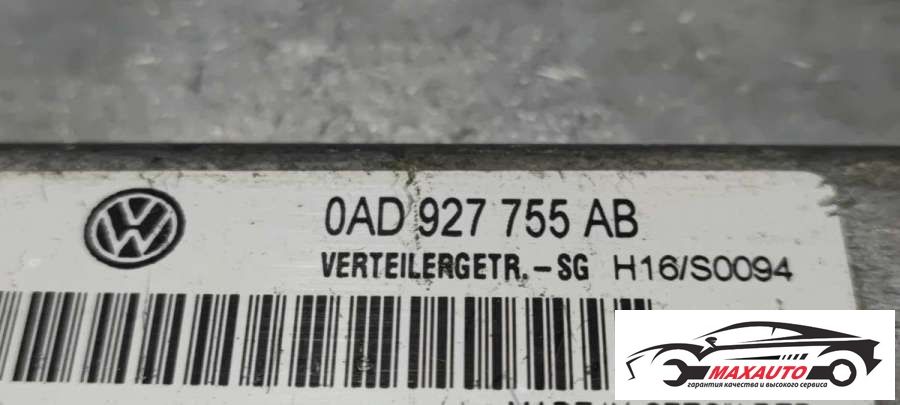 0AD 927 755 AB
VERTEILERGETR.-SG H16/S0094
MAXAUTO
гарантия качества и высокого сервиса